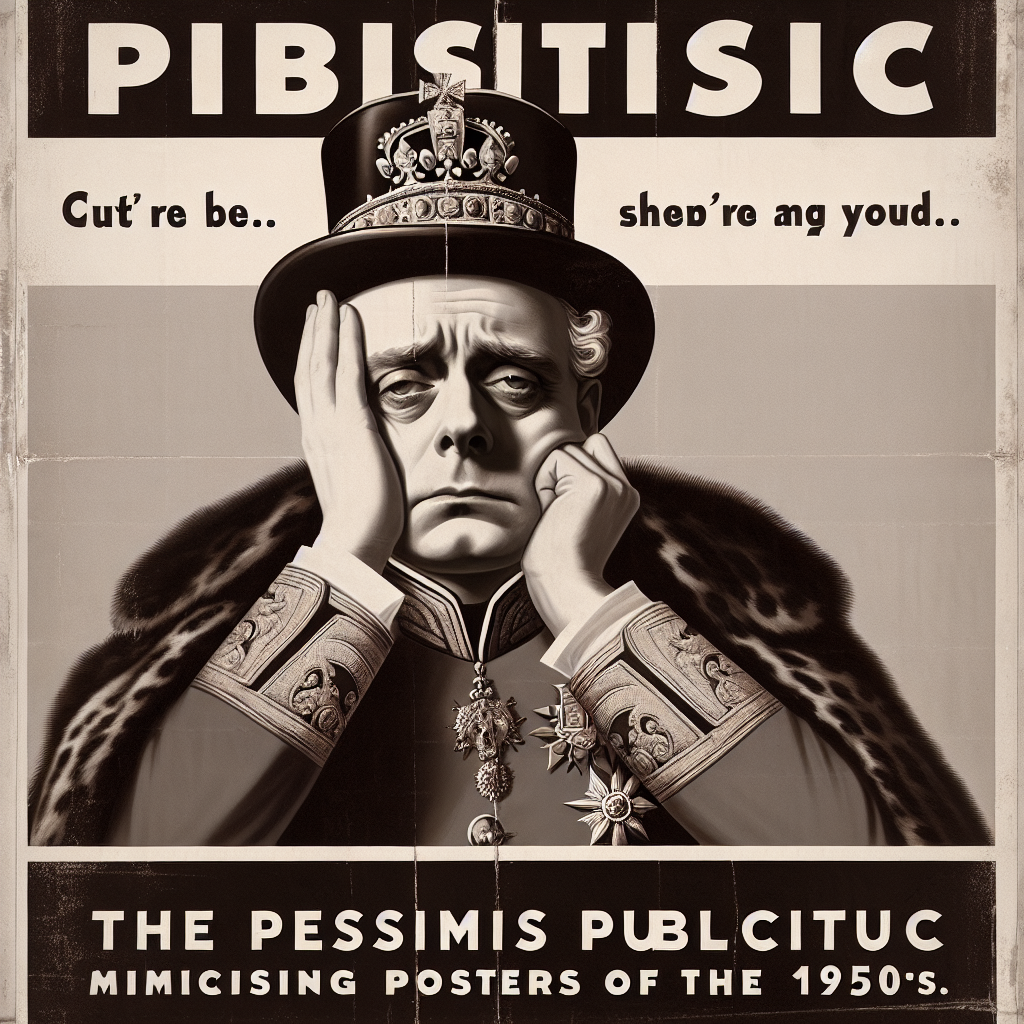 PIBISITISIC
Cut're be.. shep're ang youd..
THE PESSIMIS PUBLCITUC
MIMICISING POSTERS OF THE 1950's.